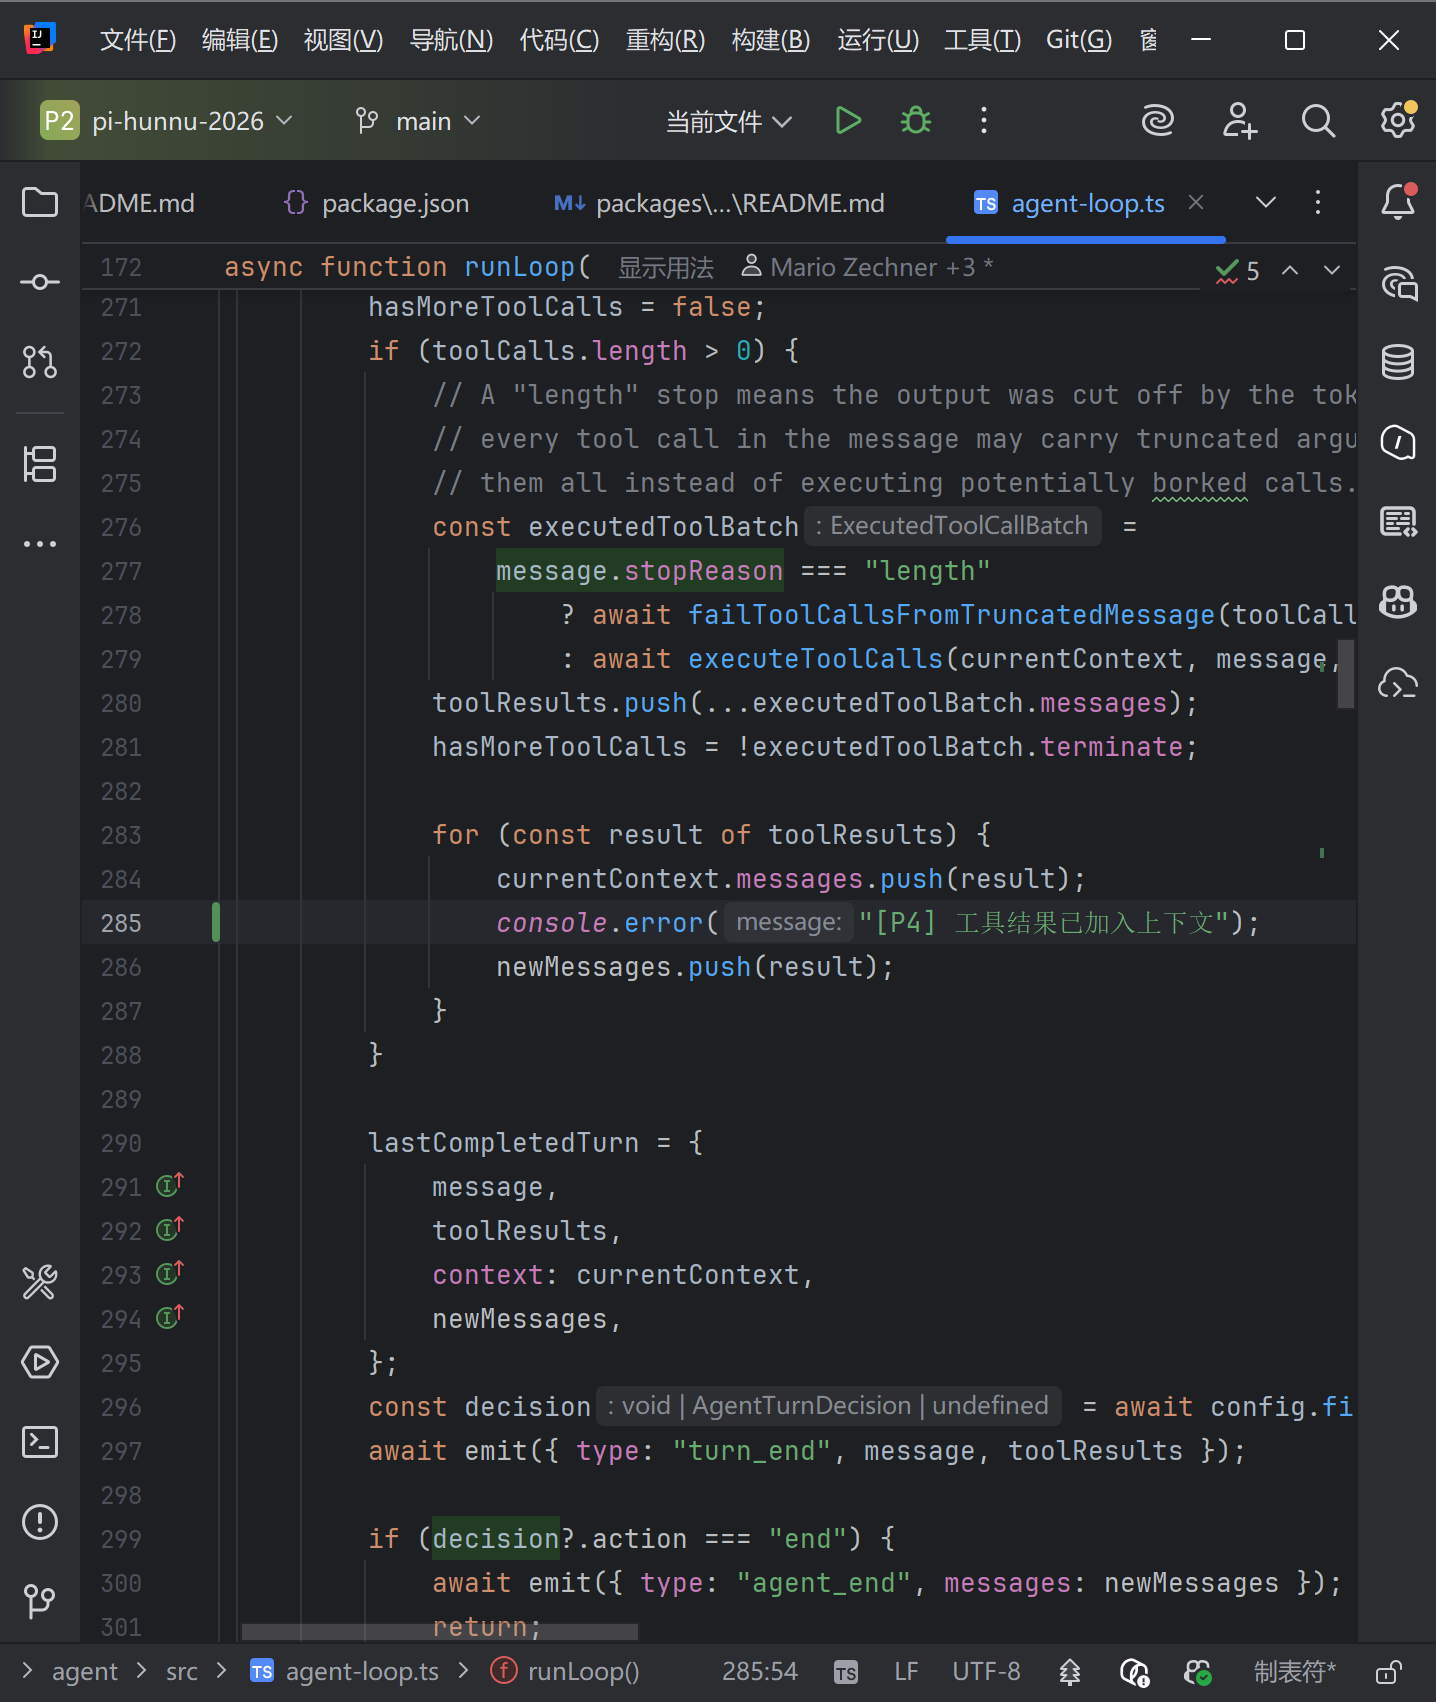 文件(F) 编辑(E) 视图(V) 导航(N) 代码(C) 重构(R) 构建(B) 运行(U) 工具(T) Git(G) 窗
P2 pi-hunnu-2026 main 当前文件
ADME.md {} package.json M↓ packages\...\README.md TS agent-loop.ts
172 async function runLoop( 显示用法 Mario Zechner +3 * 5
271 hasMoreToolCalls = false;
272 if (toolCalls.length > 0) {
273 // A "length" stop means the output was cut off by the tok
274 // every tool call in the message may carry truncated argu
275 // them all instead of executing potentially borked calls.
276 const executedToolBatch : ExecutedToolCallBatch =
277 message.stopReason === "length"
278 ? await failToolCallsFromTruncatedMessage(toolCall
279 : await executeToolCalls(currentContext, message,
280 toolResults.push(...executedToolBatch.messages);
281 hasMoreToolCalls = !executedToolBatch.terminate;
282
283 for (const result of toolResults) {
284 currentContext.messages.push(result);
285 console.error( message: "[P4] 工具结果已加入上下文");
286 newMessages.push(result);
287 }
288 }
289
290 lastCompletedTurn = {
291 message,
292 toolResults,
293 context: currentContext,
294 newMessages,
295 };
296 const decision : void | AgentTurnDecision | undefined = await config.fi
297 await emit({ type: "turn_end", message, toolResults });
298
299 if (decision?.action === "end") {
300 await emit({ type: "agent_end", messages: newMessages });
301 return;
agent src TS agent-loop.ts f runLoop() 285:54 TS LF UTF-8 制表符*